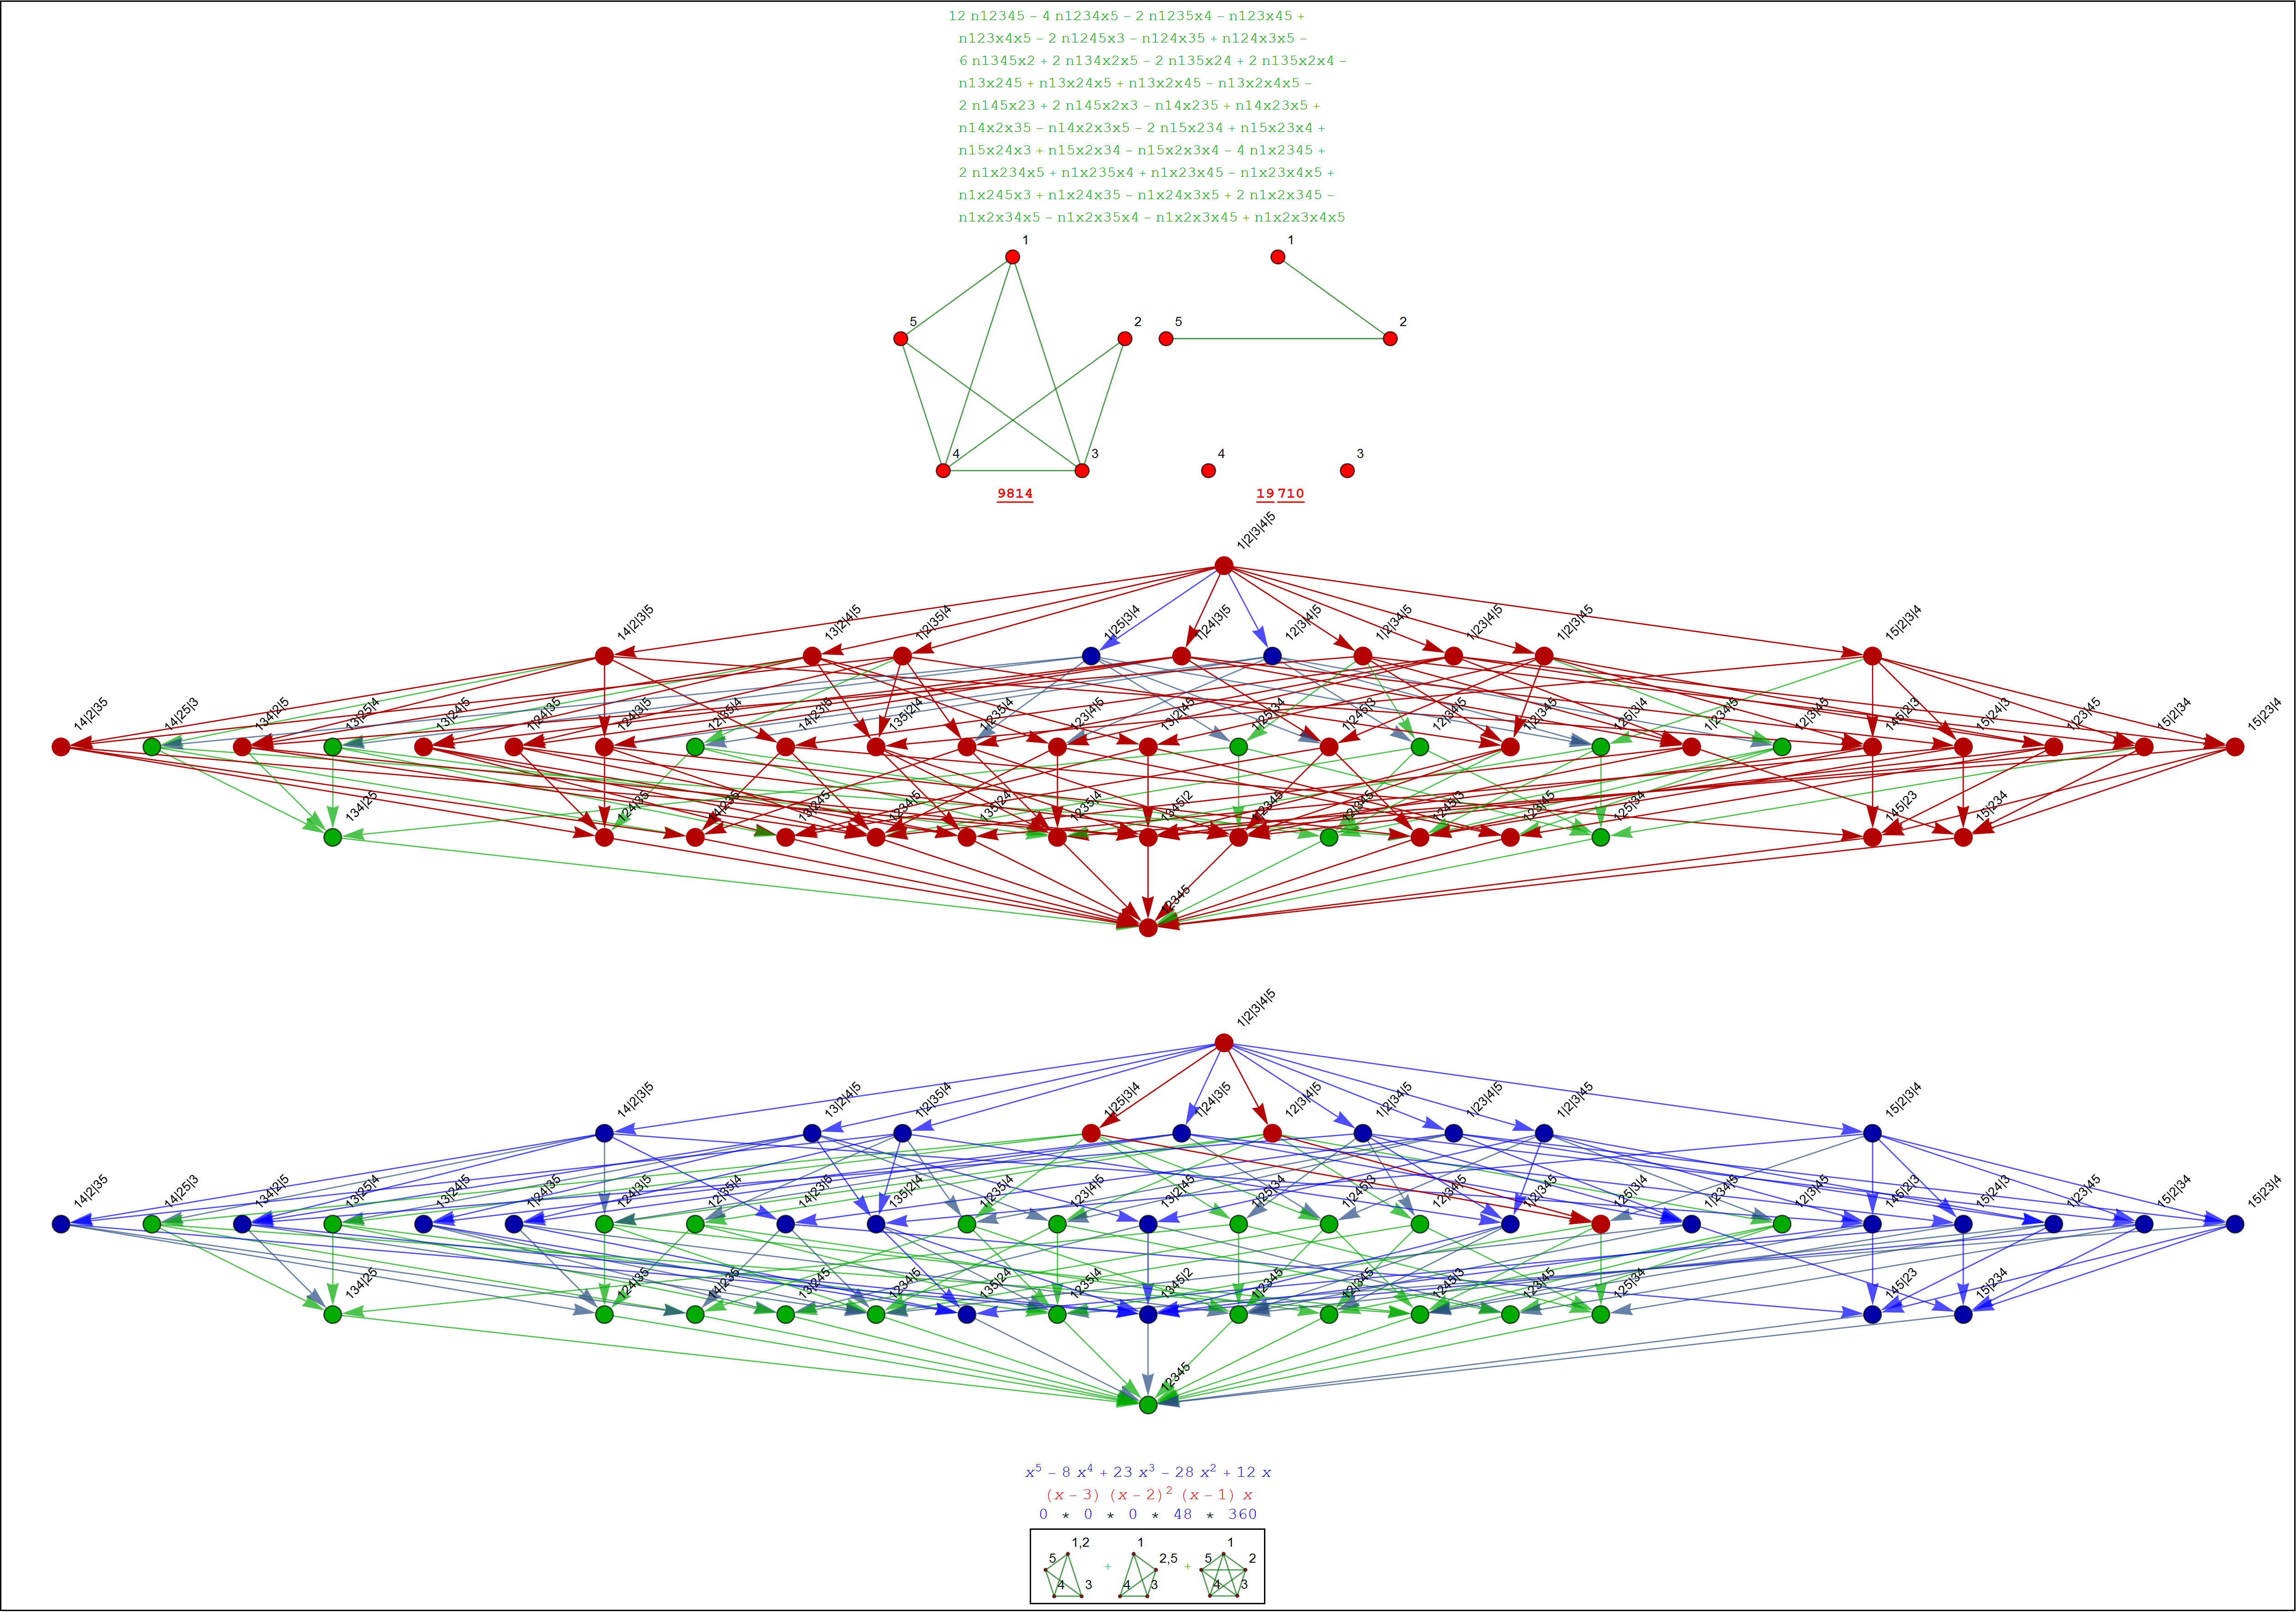 12 n12345 − 4 n1234x5 − 2 n1235x4 − n123x45 +
n123x4x5 − 2 n1245x3 − n124x35 + n124x3x5 −
6 n1345x2 + 2 n134x2x5 − 2 n135x24 + 2 n135x2x4 −
n13x245 + n13x24x5 + n13x2x45 − n13x2x4x5 −
2 n145x23 + 2 n145x2x3 − n14x235 + n14x23x5 +
n14x2x35 − n14x2x3x5 − 2 n15x234 + n15x23x4 +
n15x24x3 + n15x2x34 − n15x2x3x4 − 4 n1x2345 +
2 n1x234x5 + n1x235x4 + n1x23x45 − n1x23x4x5 +
n1x245x3 + n1x24x35 − n1x24x3x5 + 2 n1x2x345 −
n1x2x34x5 − n1x2x35x4 − n1x2x3x45 + n1x2x3x4x5
1 1
5 2 5 2
4 3 4 3
9814 19 710
1|2|3|4|5
14|2|3|5 13|2|4|5 1|2|35|4 1|25|3|4 1|24|3|5 12|3|4|5 1|2|34|5 1|23|4|5 1|2|3|45 15|2|3|4
14|2|35 14|25|3 134|2|5 13|25|4 13|24|5 1|24|35 124|3|5 12|35|4 14|23|5 135|2|4 1|235|4 123|4|5 13|2|45 1|25|34 1|245|3 12|34|5 1|2|345 125|3|4 1|234|5 12|3|45 145|2|3 15|24|3 1|23|45 15|2|34 15|23|4
134|25 124|35 14|235 13|245 1234|5 135|24 1235|4 1345|2 1|2345 12|345 1245|3 123|45 125|34 145|23 15|234
12345
1|2|3|4|5
14|2|3|5 13|2|4|5 1|2|35|4 1|25|3|4 1|24|3|5 12|3|4|5 1|2|34|5 1|23|4|5 1|2|3|45 15|2|3|4
14|2|35 14|25|3 134|2|5 13|25|4 13|24|5 1|24|35 124|3|5 12|35|4 14|23|5 135|2|4 1|235|4 123|4|5 13|2|45 1|25|34 1|245|3 12|34|5 1|2|345 125|3|4 1|234|5 12|3|45 145|2|3 15|24|3 1|23|45 15|2|34 15|23|4
134|25 124|35 14|235 13|245 1234|5 135|24 1235|4 1345|2 1|2345 12|345 1245|3 123|45 125|34 145|23 15|234
12345
x⁵ − 8 x⁴ + 23 x³ − 28 x² + 12 x
(x − 3) (x − 2)² (x − 1) x
0 * 0 * 0 * 48 * 360
1,2 1 1
5 + 2,5 + 5 2
4 3 4 3 4 3